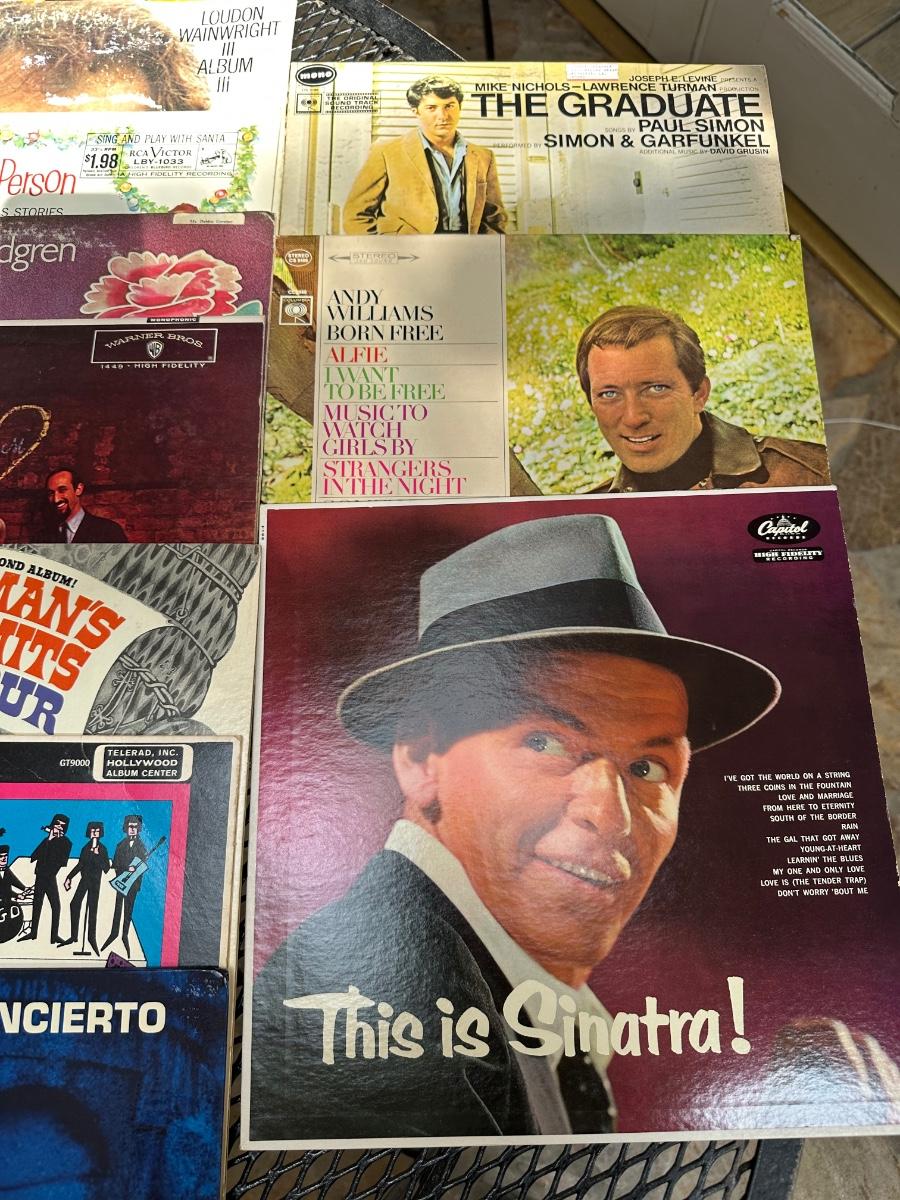 LOUDON
WAINWRIGHT
III
ALBUM
III
SING AND PLAY WITH SANTA
$1.98
33⅓ RPM
RCA VICTOR
LBY-1033
HIGH FIDELITY RECORDING
Person
S STORIES
dgren
MONOPHONIC
WARNER BROS.
WB
1449 · HIGH FIDELITY
OND ALBUM!
MAN'S
HITS
UR
GT9000
TELERAD, INC.
HOLLYWOOD
ALBUM CENTER
NCIERTO
mono
THE ORIGINAL
SOUND TRACK
RECORDING
JOSEPH E. LEVINE PRESENTS A
MIKE NICHOLS–LAWRENCE TURMAN PRODUCTION
THE GRADUATE
SONGS BY PAUL SIMON
PERFORMED BY SIMON & GARFUNKEL
ADDITIONAL MUSIC BY DAVID GRUSIN
STEREO
COLUMBIA
STEREO
ANDY
WILLIAMS
BORN FREE
ALFIE
I WANT
TO BE FREE
MUSIC TO
WATCH
GIRLS BY
STRANGERS
IN THE NIGHT
Capitol
RECORDS
HIGH FIDELITY
RECORDING
I'VE GOT THE WORLD ON A STRING
THREE COINS IN THE FOUNTAIN
LOVE AND MARRIAGE
FROM HERE TO ETERNITY
SOUTH OF THE BORDER
RAIN
THE GAL THAT GOT AWAY
YOUNG-AT-HEART
LEARNIN' THE BLUES
MY ONE AND ONLY LOVE
LOVE IS (THE TENDER TRAP)
DON'T WORRY 'BOUT ME
This is Sinatra!